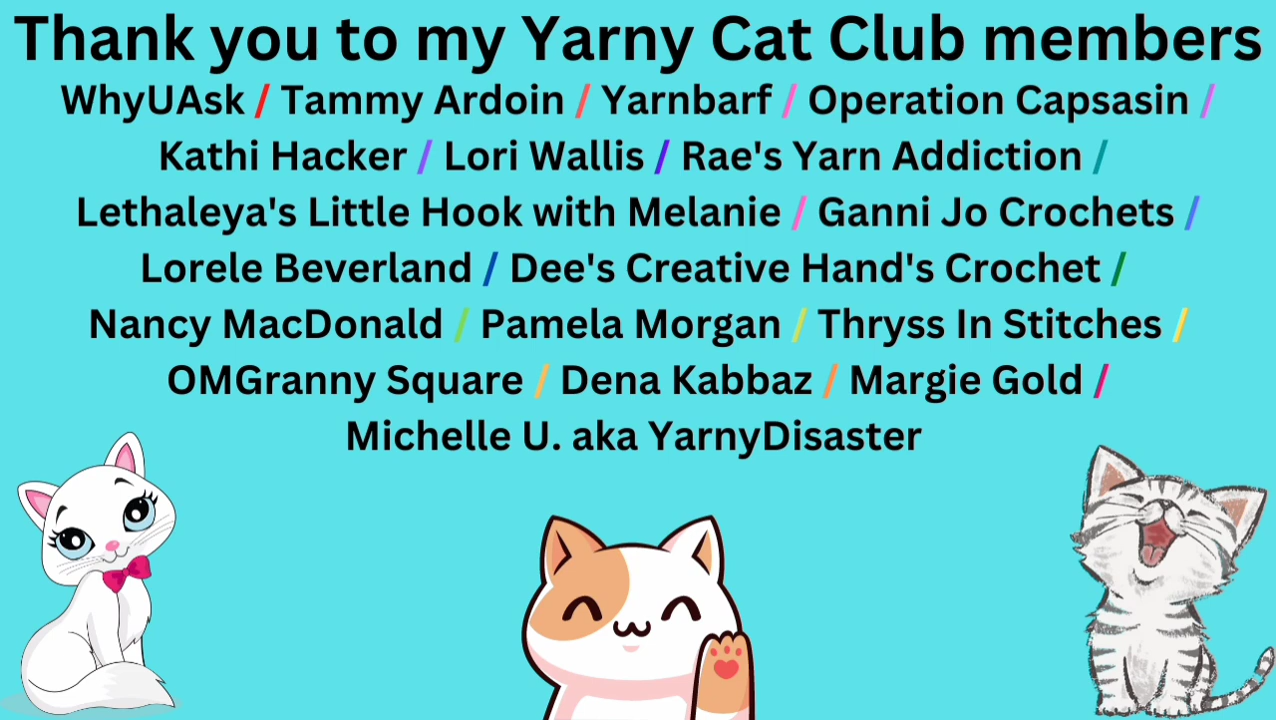 Thank you to my Yarny Cat Club members
WhyUAsk / Tammy Ardoin / Yarnbarf / Operation Capsasin /
Kathi Hacker / Lori Wallis / Rae's Yarn Addiction /
Lethaleya's Little Hook with Melanie / Ganni Jo Crochets /
Lorele Beverland / Dee's Creative Hand's Crochet /
Nancy MacDonald / Pamela Morgan / Thryss In Stitches /
OMGranny Square / Dena Kabbaz / Margie Gold /
Michelle U. aka YarnyDisaster